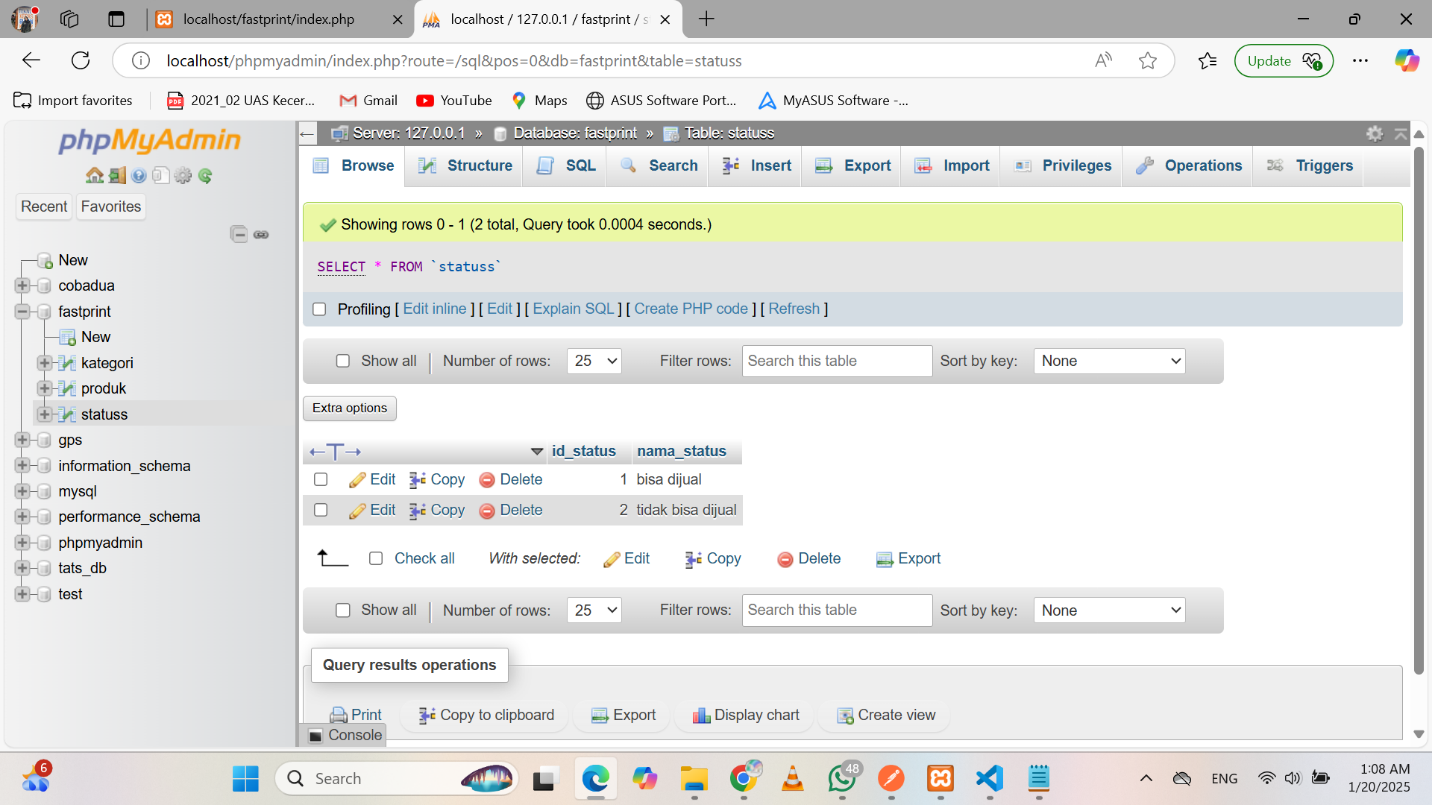 localhost/fastprint/index.php
localhost / 127.0.0.1 / fastprint / s
localhost/phpmyadmin/index.php?route=/sql&pos=0&db=fastprint&table=statuss
Update
Import favorites
2021_02 UAS Kecer...
Gmail
YouTube
Maps
ASUS Software Port...
MyASUS Software -...
phpMyAdmin
Recent
Favorites
New
cobadua
fastprint
New
kategori
produk
statuss
gps
information_schema
mysql
performance_schema
phpmyadmin
tats_db
test
Server: 127.0.0.1 » Database: fastprint » Table: statuss
Browse Structure SQL Search Insert Export Import Privileges Operations Triggers
Showing rows 0 - 1 (2 total, Query took 0.0004 seconds.)
SELECT * FROM `statuss`
Profiling [ Edit inline ] [ Edit ] [ Explain SQL ] [ Create PHP code ] [ Refresh ]
Show all | Number of rows: 25 Filter rows: Search this table Sort by key: None
Extra options
id_status nama_status
Edit Copy Delete 1 bisa dijual
Edit Copy Delete 2 tidak bisa dijual
Check all With selected: Edit Copy Delete Export
Show all | Number of rows: 25 Filter rows: Search this table Sort by key: None
Query results operations
Print Copy to clipboard Export Display chart Create view
Console
6
Search
48
ENG
1:08 AM
1/20/2025